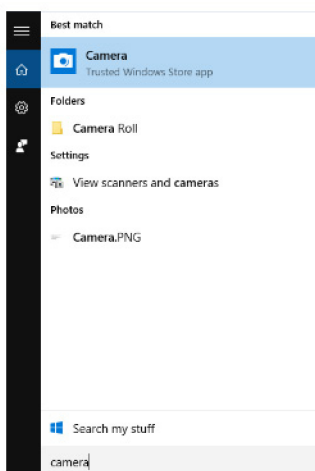 Best match
Camera
Trusted Windows Store app
Folders
Camera Roll
Settings
View scanners and cameras
Photos
Camera.PNG
Search my stuff
camera